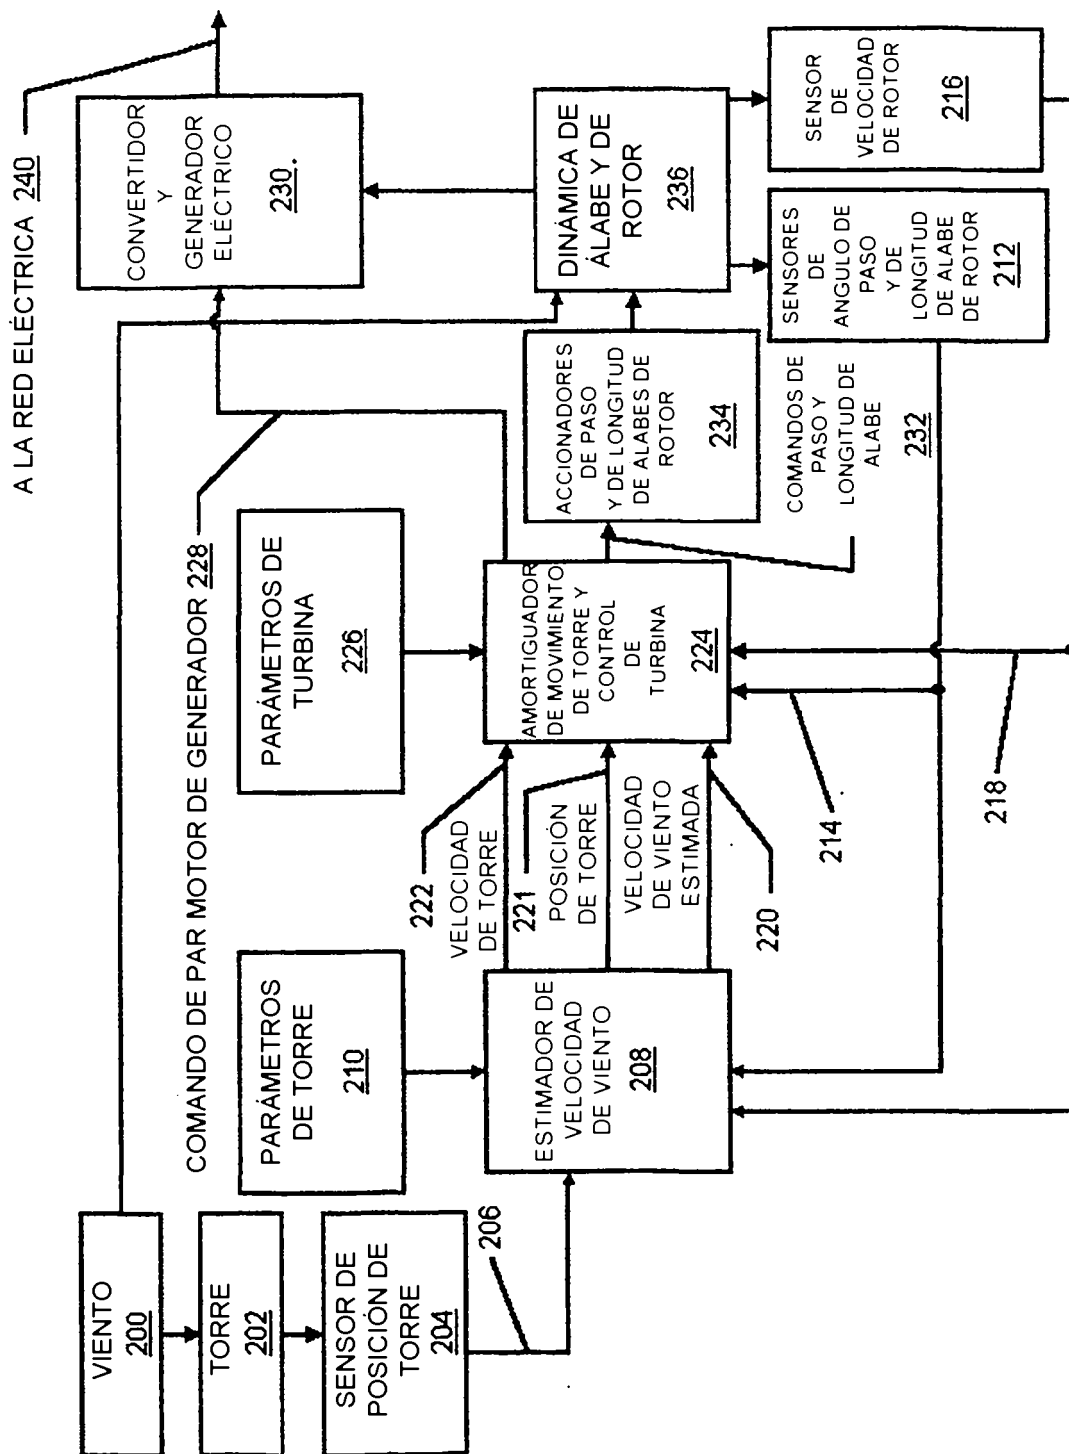 A LA RED ELÉCTRICA 240
CONVERTIDOR
Y
GENERADOR
ELÉCTRICO
230.
DINÁMICA DE
ÁLABE Y DE
ROTOR
236
SENSOR
DE
VELOCIDAD
DE ROTOR
216
SENSORES
DE
ANGULO DE
PASO
Y DE
LONGITUD
DE ALABE
DE ROTOR
212
ACCIONADORES
DE PASO
Y DE LONGITUD
DE ALABES DE
ROTOR
234
COMANDOS DE
PASO Y
LONGITUD DE
ALABE
232
COMANDO DE PAR MOTOR DE GENERADOR 228
PARÁMETROS DE
TURBINA
226
AMORTIGUADOR
DE MOVIMIENTO
DE TORRE Y
CONTROL
DE
TURBINA
224
222
VELOCIDAD
DE TORRE
221
POSICIÓN
DE TORRE
VELOCIDAD
DE VIENTO
ESTIMADA
220
214
218
PARÁMETROS
DE TORRE
210
ESTIMADOR DE
VELOCIDAD
DE VIENTO
208
VIENTO
200
TORRE
202
SENSOR DE
POSICIÓN DE
TORRE
204
206